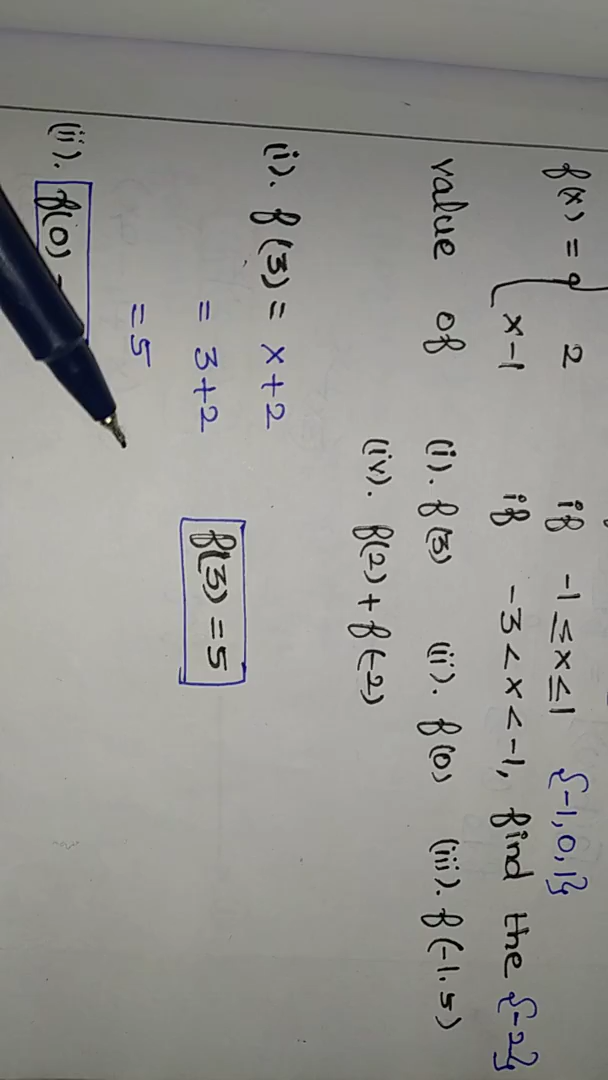 f(x) = { 2 if -1 ≤ x ≤ 1 {-1, 0, 1}
x-1 if -3 < x < -1, find the {-2}
value of (i). f(3) (ii). f(0) (iii). f(-1.5)
(iv). f(2) + f(-2)
(i). f(3) = x+2
= 3+2 f(3) = 5
= 5
(ii). f(0)